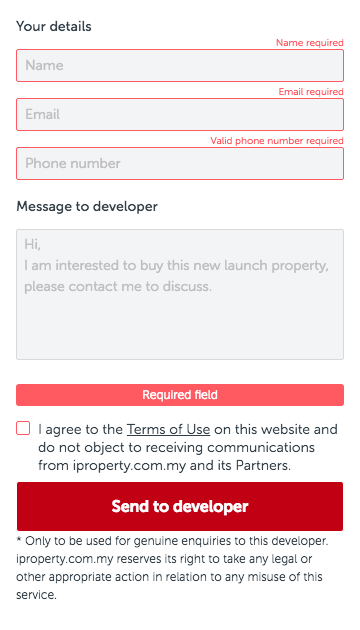 Your details
Name required
Name
Email required
Email
Valid phone number required
Phone number
Message to developer
Hi,
I am interested to buy this new launch property,
please contact me to discuss.
Required field
I agree to the Terms of Use on this website and
do not object to receiving communications
from iproperty.com.my and its Partners.
Send to developer
* Only to be used for genuine enquiries to this developer.
iproperty.com.my reserves its right to take any legal or
other appropriate action in relation to any misuse of this
service.